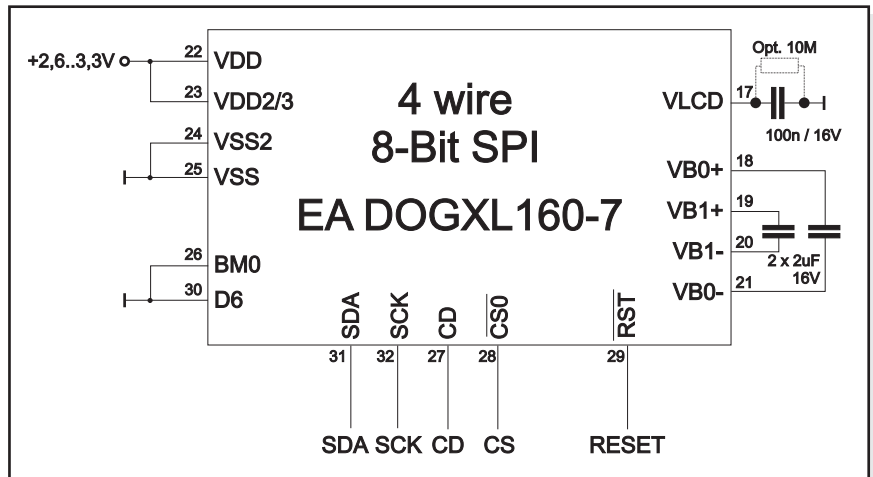 +2,6..3,3V
22 VDD
23 VDD2/3
24 VSS2
25 VSS
26 BM0
30 D6
4 wire
8-Bit SPI
EA DOGXL160-7
Opt. 10M
VLCD 17
100n / 16V
VB0+ 18
VB1+ 19
VB1- 20
VB0- 21
2 x 2uF
16V
SDA SCK CD CS0 RST
31 32 27 28 29
SDA SCK CD CS RESET